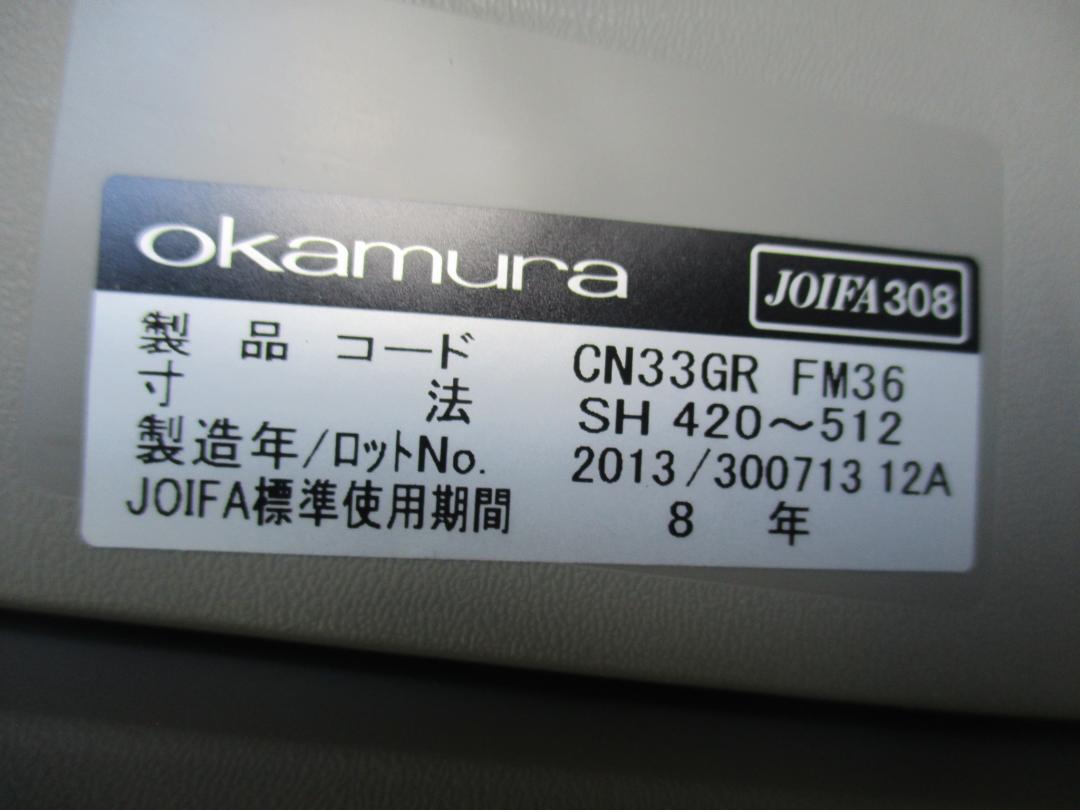 okamura JOIFA308
製品コード CN33GR FM36
寸法 SH 420～512
製造年/ロットNo. 2013/300713 12A
JOIFA標準使用期間 8 年